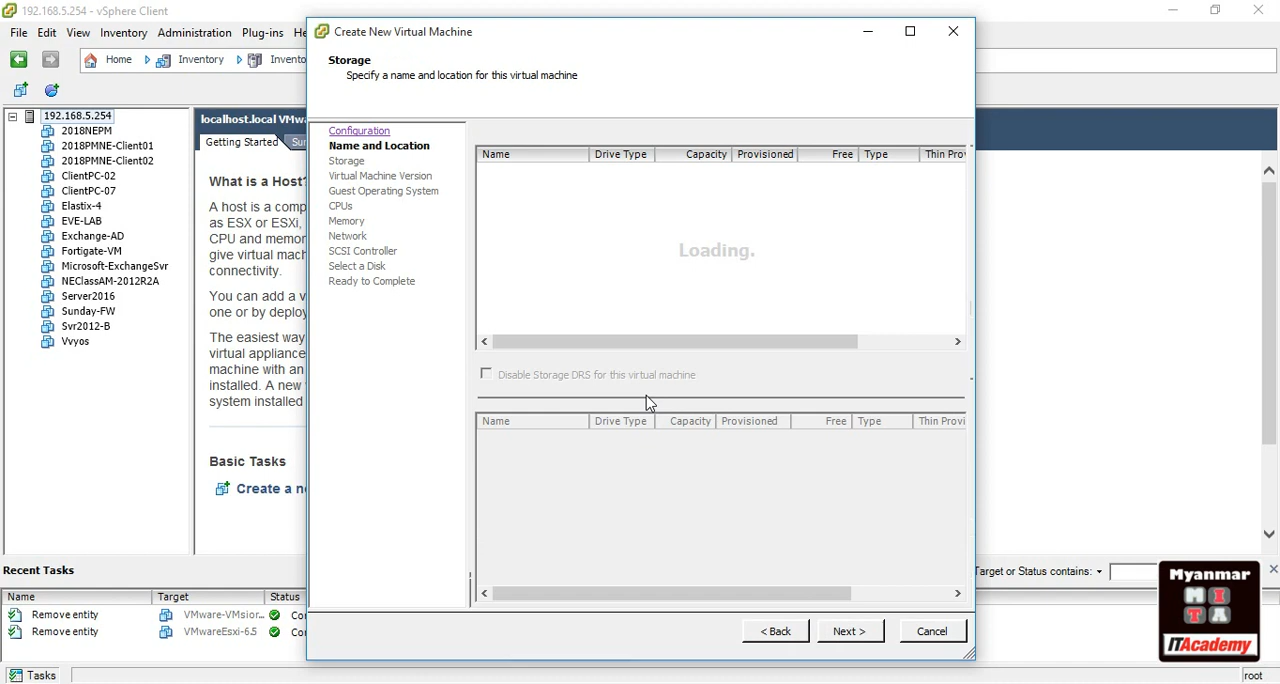 192.168.5.254 - vSphere Client
File Edit View Inventory Administration Plug-ins He
Home Inventory Invento
192.168.5.254
2018NEPM
2018PMNE-Client01
2018PMNE-Client02
ClientPC-02
ClientPC-07
Elastix-4
EVE-LAB
Exchange-AD
Fortigate-VM
Microsoft-ExchangeSvr
NEClassAM-2012R2A
Server2016
Sunday-FW
Svr2012-B
Vvyos
localhost.local VMwa
Getting Started Su
What is a Host?
A host is a comp
as ESX or ESXi,
CPU and memor
give virtual mach
connectivity.
You can add a v
one or by deploy
The easiest way
virtual appliance
machine with an
installed. A new
system installed
Basic Tasks
Create a ne
Create New Virtual Machine
Storage
Specify a name and location for this virtual machine
Configuration
Name and Location
Storage
Virtual Machine Version
Guest Operating System
CPUs
Memory
Network
SCSI Controller
Select a Disk
Ready to Complete
Name Drive Type Capacity Provisioned Free Type Thin Prov
Loading.
Disable Storage DRS for this virtual machine
Name Drive Type Capacity Provisioned Free Type Thin Provi
< Back Next > Cancel
Recent Tasks
Target or Status contains:
Name Target Status
Remove entity VMware-VMsior... Co
Remove entity VMwareEsxi-6.5 Co
Tasks
root
Myanmar
M I
T A
ITAcademy